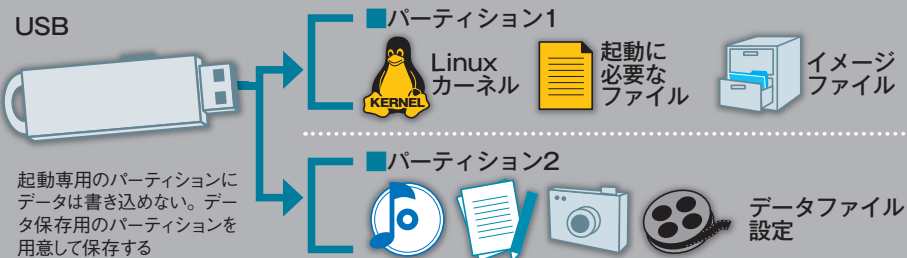 USB
起動専用のパーティションに
データは書き込めない。デー
タ保存用のパーティションを
用意して保存する
■パーティション1
KERNEL
Linux
カーネル
起動に
必要な
ファイル
イメージ
ファイル
■パーティション2
データファイル
設定